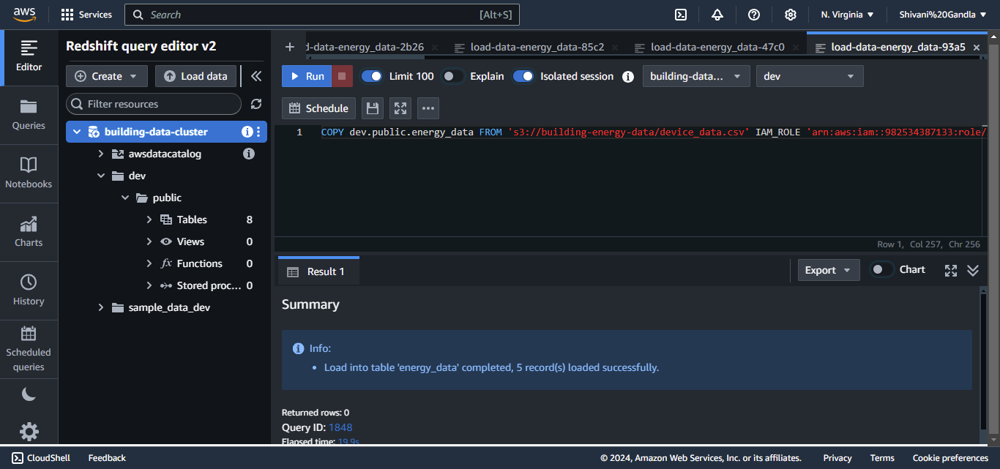 aws
Services
Search
[Alt+S]
N. Virginia
Shivani%20Gandla
Editor
Queries
Notebooks
Charts
History
Scheduled
queries
Redshift query editor v2
Create
Load data
Filter resources
building-data-cluster
awsdatacatalog
dev
public
Tables 8
Views 0
Functions 0
Stored proc... 0
sample_data_dev
d-data-energy_data-2b26
load-data-energy_data-85c2
load-data-energy_data-47c0
load-data-energy_data-93a5
Run
Limit 100
Explain
Isolated session
building-data...
dev
Schedule
1 COPY dev.public.energy_data FROM 's3://building-energy-data/device_data.csv' IAM_ROLE 'arn:aws:iam::982534387133:role/
Row 1, Col 257, Chr 256
Result 1
Export
Chart
Summary
Info:
• Load into table 'energy_data' completed, 5 record(s) loaded successfully.
Returned rows: 0
Query ID: 1848
Elapsed time: 19.9s
CloudShell
Feedback
© 2024, Amazon Web Services, Inc. or its affiliates.
Privacy
Terms
Cookie preferences